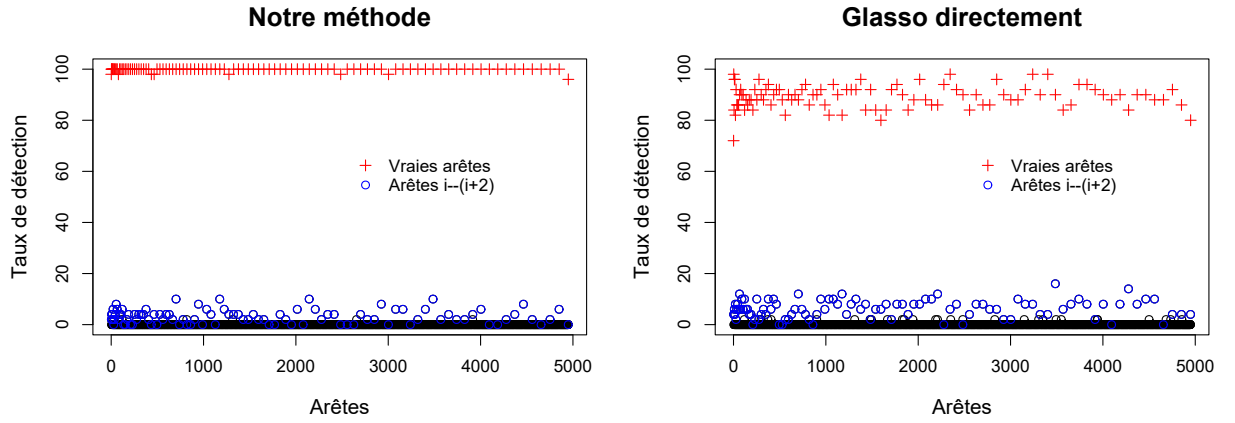 Notre méthode
Taux de détection
100
80
60
40
20
0
Vraies arêtes
Arêtes i--(i+2)
0 1000 2000 3000 4000 5000
Arêtes
Glasso directement
Taux de détection
100
80
60
40
20
0
Vraies arêtes
Arêtes i--(i+2)
0 1000 2000 3000 4000 5000
Arêtes